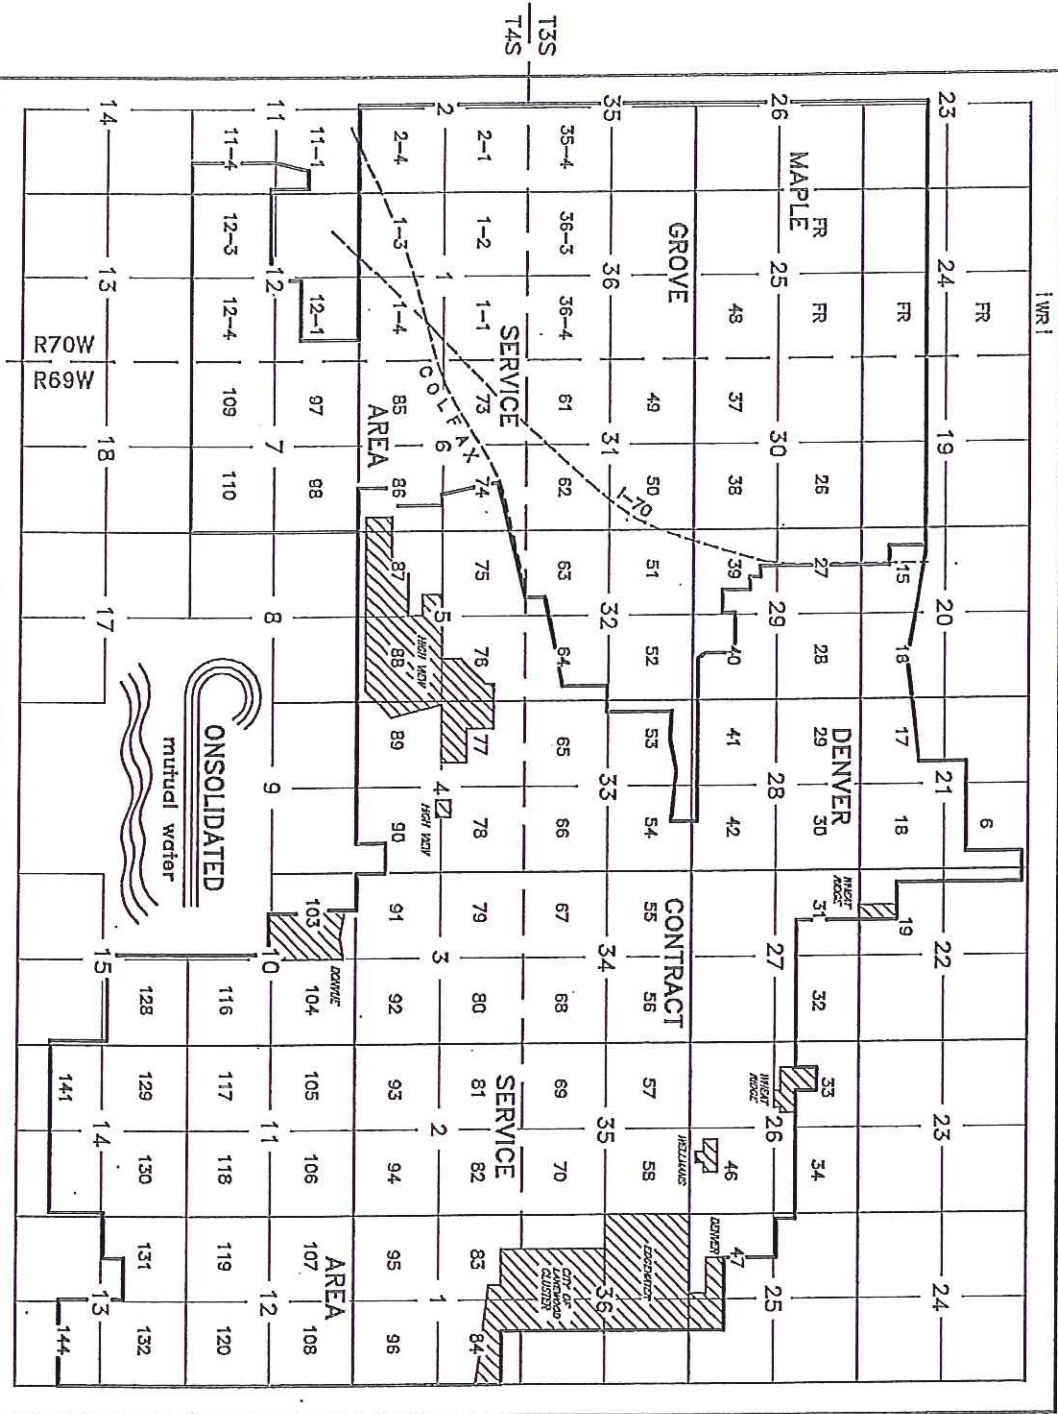 WR
FR 6
23 24 19 20 21 22 23 24
FR 15 16 17 18 19
DENVER
WHEAT
RIDGE
FR FR 26 27 28 29 30 31 32 33 34
MAPLE
26 25 30 29 28 27 26 25
WHEAT
RIDGE
48 37 38 39 40 41 42 46 47
DENVER
GROVE CONTRACT
I-70
49 50 51 52 53 54 55 56 57 58
EDGEWATER
35 36 31 32 33 34 35 36
35-4 36-3 36-4 61 62 63 64 65 66 67 68 69 70
CITY OF
LAKEWOOD
CLUSTER
T3S
T4S
SERVICE SERVICE
2-1 1-2 1-1 73 74 75 76 77 78 79 80 81 82 83 84
COLFAX
2 1 6 5 4 3 2 1
HIGH VIEW
HIGH VIEW
2-4 1-3 1-4 85 86 87 88 89 90 91 92 93 94 95 96
AREA AREA
BONVUE
11-1 12-1 97 98 103 104 105 106 107 108
11 12 7 8 9 10 11 12
11-4 12-3 12-4 109 110 116 117 118 119 120
ONSOLIDATED
mutual water
128 129 130 131 132
14 13 18 17 15 14 13
141 144
R70W
R69W